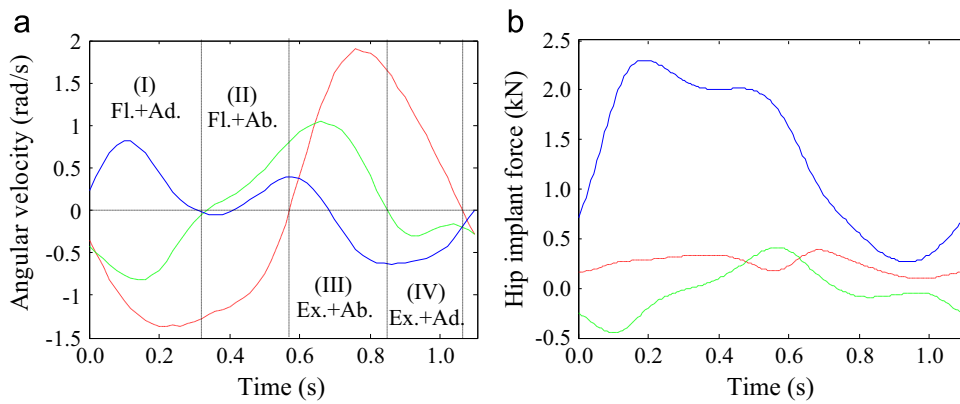 a
Angular velocity (rad/s)
2
1.5
1
0.5
0
-0.5
-1
-1.5
(I)
Fl.+Ad.
(II)
Fl.+Ab.
(III)
Ex.+Ab.
(IV)
Ex.+Ad.
0.0 0.2 0.4 0.6 0.8 1.0
Time (s)
b
Hip implant force (kN)
2.5
2.0
1.5
1.0
0.5
0.0
-0.5
0.0 0.2 0.4 0.6 0.8 1.0
Time (s)